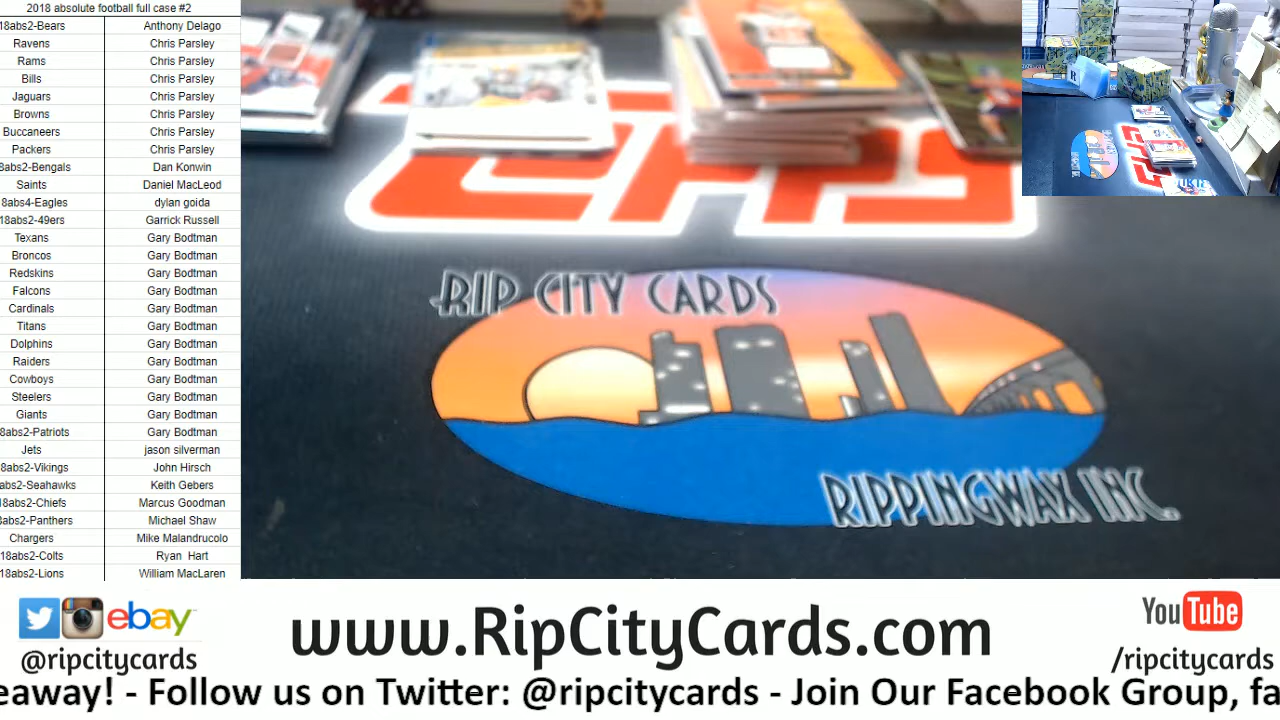 2018 absolute football full case #2
18abs2-Bears Anthony Delago
Ravens Chris Parsley
Rams Chris Parsley
Bills Chris Parsley
Jaguars Chris Parsley
Browns Chris Parsley
Buccaneers Chris Parsley
Packers Chris Parsley
8abs2-Bengals Dan Konwin
Saints Daniel MacLeod
8abs4-Eagles dylan goida
18abs2-49ers Garrick Russell
Texans Gary Bodtman
Broncos Gary Bodtman
Redskins Gary Bodtman
Falcons Gary Bodtman
Cardinals Gary Bodtman
Titans Gary Bodtman
Dolphins Gary Bodtman
Raiders Gary Bodtman
Cowboys Gary Bodtman
Steelers Gary Bodtman
Giants Gary Bodtman
8abs2-Patriots Gary Bodtman
Jets jason silverman
8abs2-Vikings John Hirsch
abs2-Seahawks Keith Gebers
18abs2-Chiefs Marcus Goodman
8abs2-Panthers Michael Shaw
Chargers Mike Malandrucolo
18abs2-Colts Ryan Hart
18abs2-Lions William MacLaren
RIP CITY CARDS
RIPPINGWAX INC.
ebay
@ripcitycards
www.RipCityCards.com
YouTube
/ripcitycards
eaway! - Follow us on Twitter: @ripcitycards - Join Our Facebook Group, fa